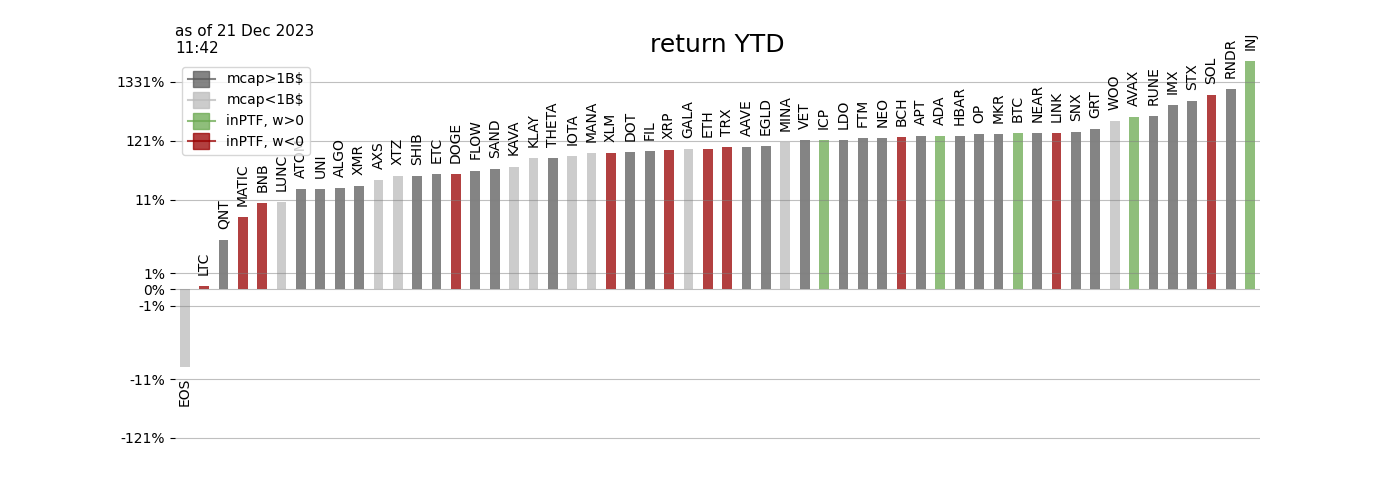 as of 21 Dec 2023
11:42
return YTD
mcap>1B$
mcap<1B$
inPTF, w>0
inPTF, w<0
1331%
121%
11%
1%
0%
-1%
-11%
-121%
EOS
LTC
QNT
MATIC
BNB
LUNC
ATOM
UNI
ALGO
XMR
AXS
XTZ
SHIB
ETC
DOGE
FLOW
SAND
KAVA
KLAY
THETA
IOTA
MANA
XLM
DOT
FIL
XRP
GALA
ETH
TRX
AAVE
EGLD
MINA
VET
ICP
LDO
FTM
NEO
BCH
APT
ADA
HBAR
OP
MKR
BTC
NEAR
LINK
SNX
GRT
WOO
AVAX
RUNE
IMX
STX
SOL
RNDR
INJ